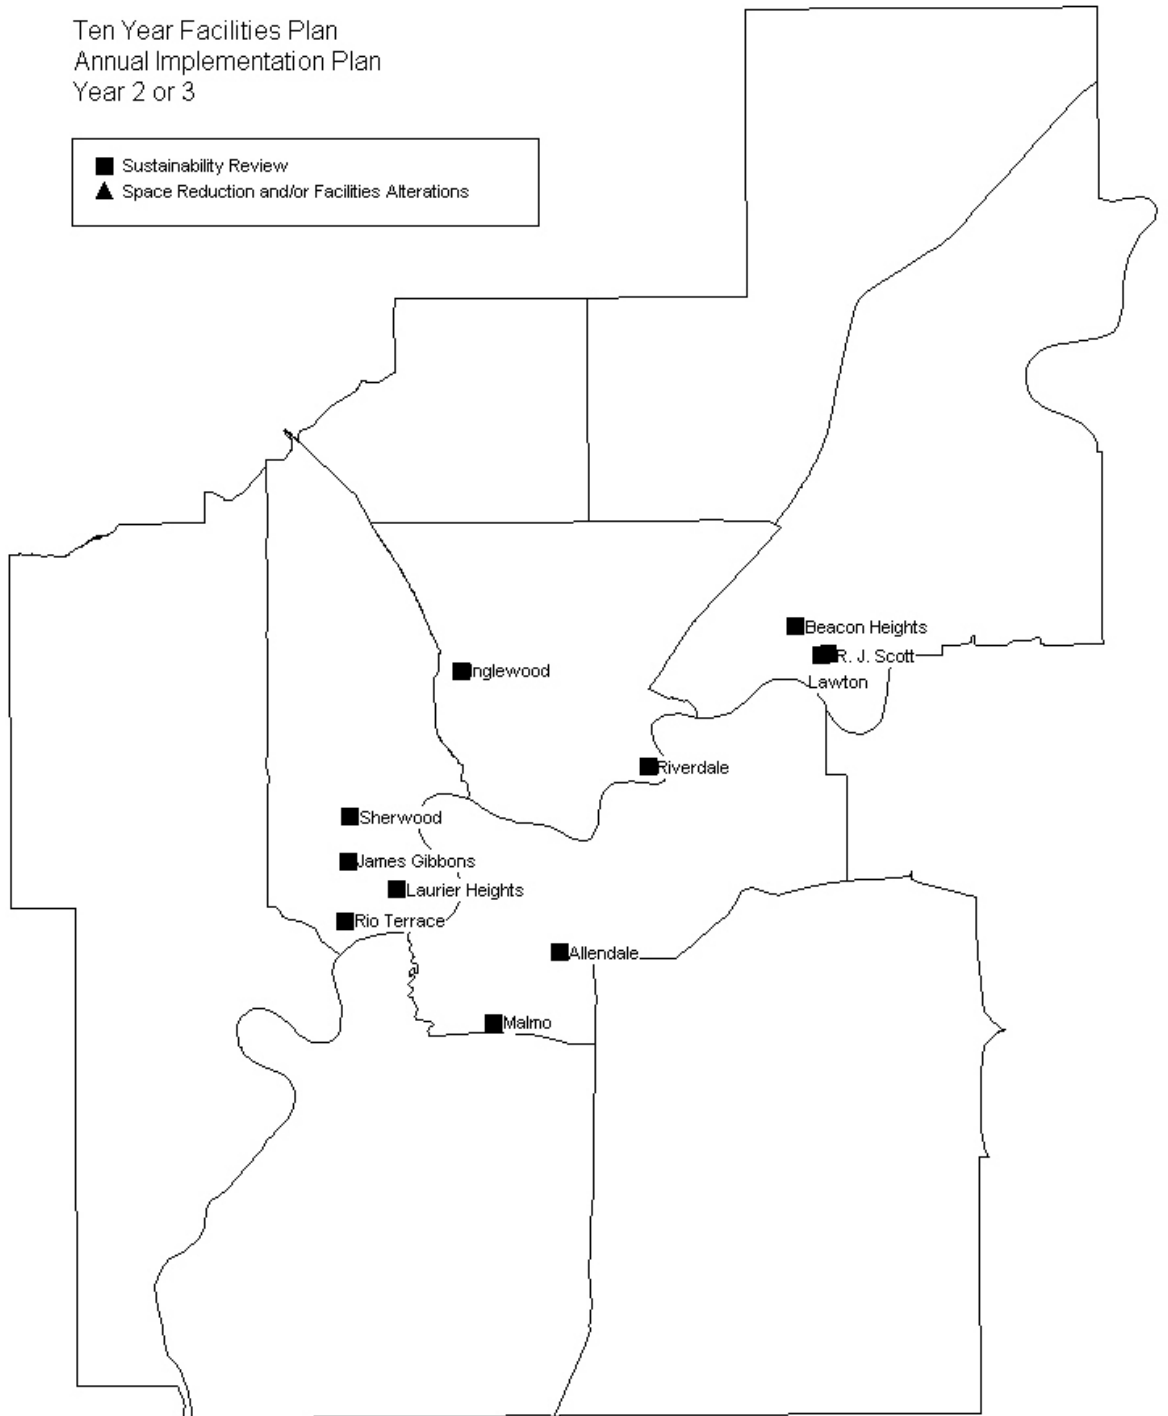 Ten Year Facilities Plan
Annual Implementation Plan
Year 2 or 3
Sustainability Review
Space Reduction and/or Facilities Alterations
Beacon Heights
R. J. Scott
Lawton
Inglewood
Riverdale
Sherwood
James Gibbons
Laurier Heights
Rio Terrace
Allendale
Malmo